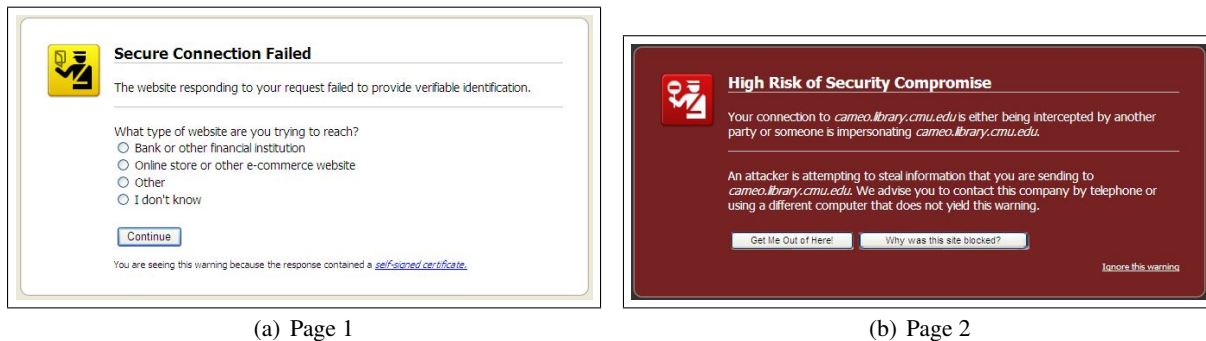 Secure Connection Failed
The website responding to your request failed to provide verifiable identification.
What type of website are you trying to reach?
Bank or other financial institution
Online store or other e-commerce website
Other
I don't know
Continue
You are seeing this warning because the response contained a self-signed certificate.
(a) Page 1
High Risk of Security Compromise
Your connection to cameo.library.cmu.edu is either being intercepted by another
party or someone is impersonating cameo.library.cmu.edu.
An attacker is attempting to steal information that you are sending to
cameo.library.cmu.edu. We advise you to contact this company by telephone or
using a different computer that does not yield this warning.
Get Me Out of Here!
Why was this site blocked?
Ignore this warning
(b) Page 2